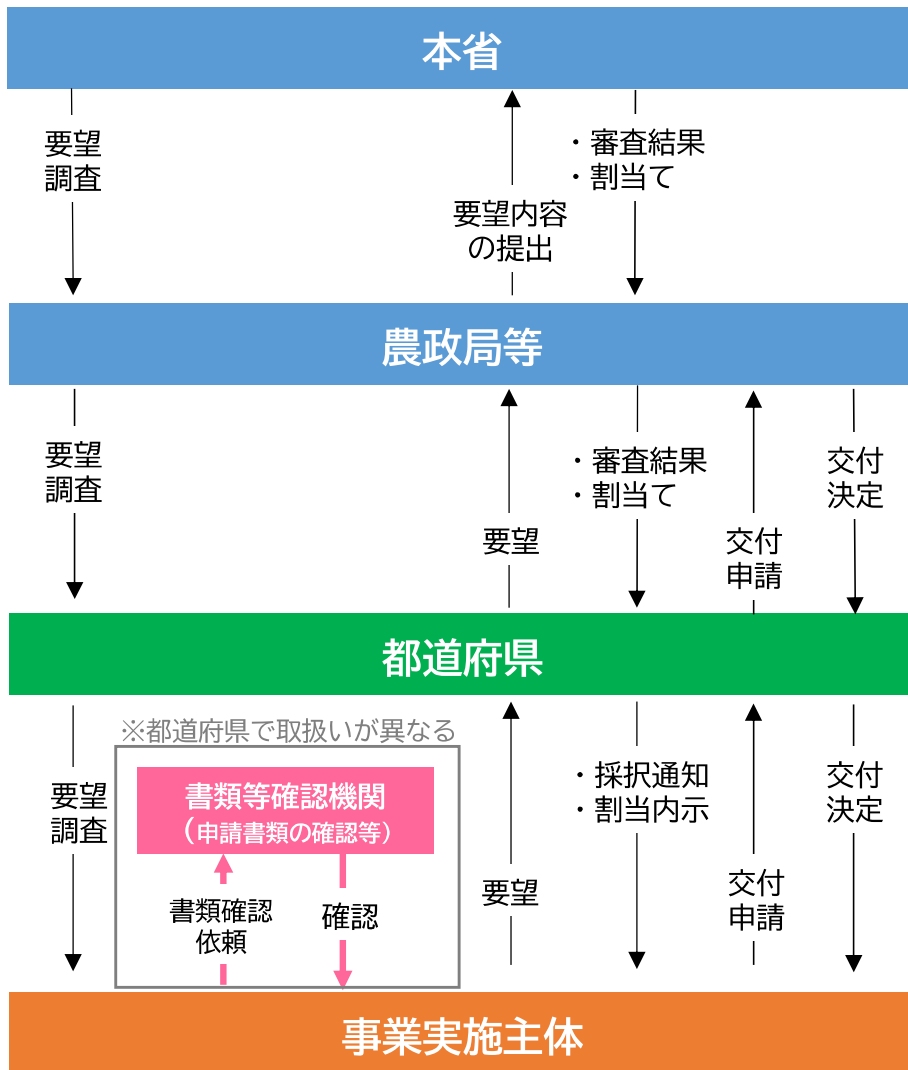 本省
要望
調査
要望内容
の提出
・審査結果
・割当て
農政局等
要望
調査
要望
・審査結果
・割当て
交付
申請
交付
決定
都道府県
要望
調査
※都道府県で取扱いが異なる
書類等確認機関
（申請書類の確認等）
書類確認
依頼
確認
要望
・採択通知
・割当内示
交付
申請
交付
決定
事業実施主体